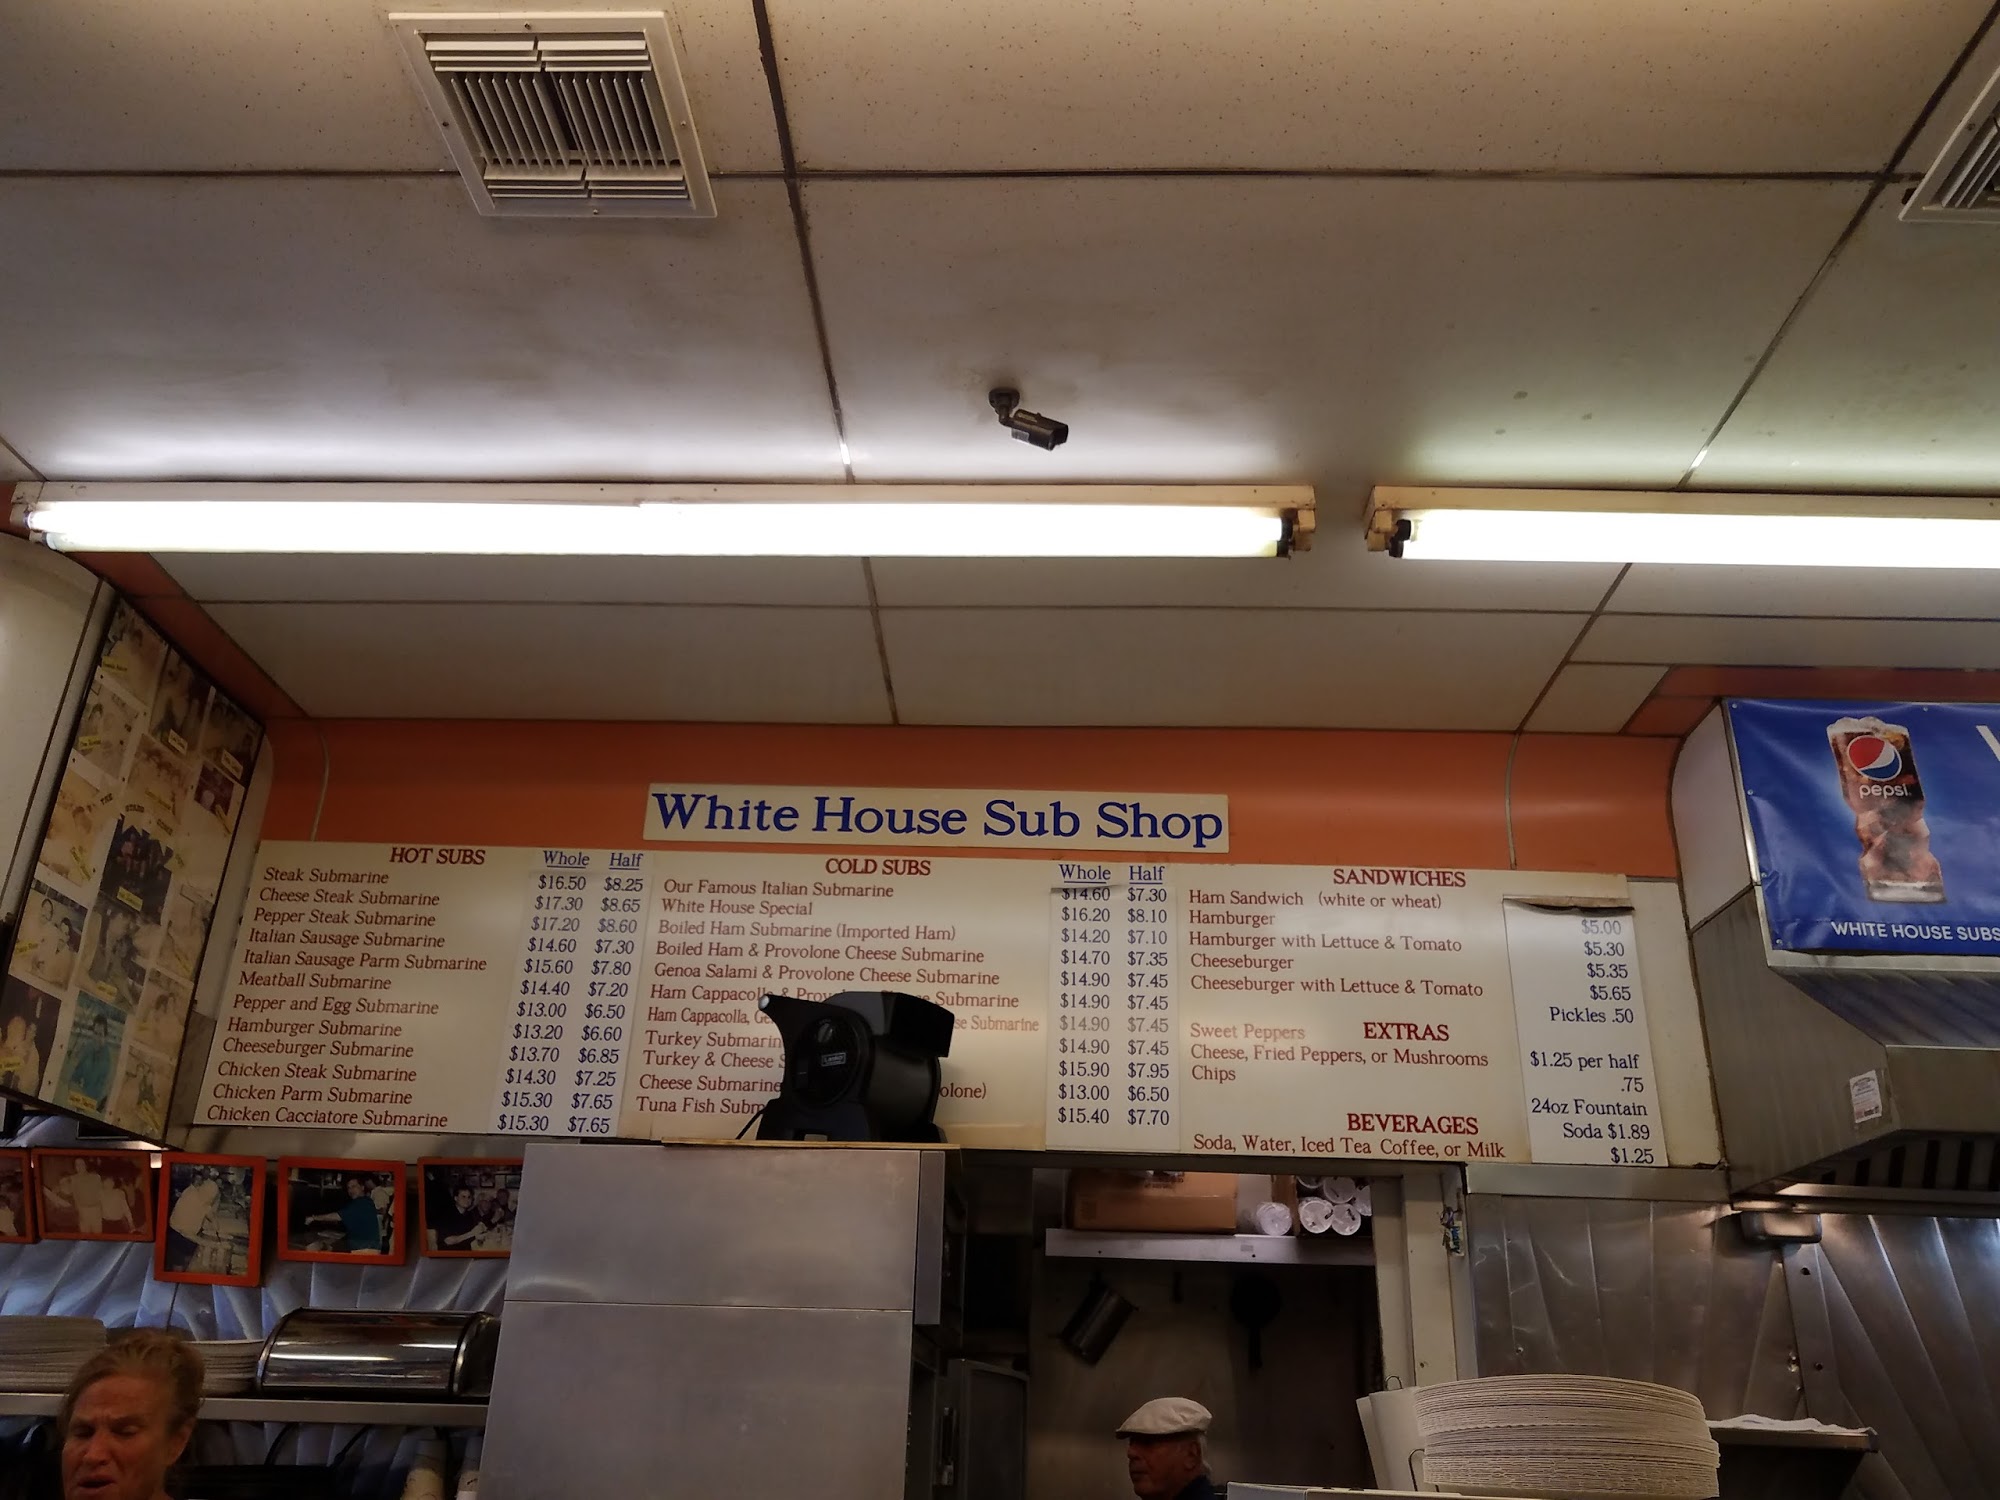 White House Sub Shop
HOT SUBS Whole Half
Steak Submarine $16.50 $8.25
Cheese Steak Submarine $17.30 $8.65
Pepper Steak Submarine $17.20 $8.60
Italian Sausage Submarine $14.60 $7.30
Italian Sausage Parm Submarine $15.60 $7.80
Meatball Submarine $14.40 $7.20
Pepper and Egg Submarine $13.00 $6.50
Hamburger Submarine $13.20 $6.60
Cheeseburger Submarine $13.70 $6.85
Chicken Steak Submarine $14.30 $7.25
Chicken Parm Submarine $15.30 $7.65
Chicken Cacciatore Submarine $15.30 $7.65
COLD SUBS Whole Half
Our Famous Italian Submarine $14.60 $7.30
White House Special $16.20 $8.10
Boiled Ham Submarine (Imported Ham) $14.20 $7.10
Boiled Ham & Provolone Cheese Submarine $14.70 $7.35
Genoa Salami & Provolone Cheese Submarine $14.90 $7.45
Ham Cappacolla & Submarine $14.90 $7.45
Ham Cappacolla, Submarine $14.90 $7.45
Turkey Submarin $14.90 $7.45
Turkey & Cheese S $15.90 $7.95
Cheese Submarine olone) $13.00 $6.50
Tuna Fish Subm $15.40 $7.70
SANDWICHES
Ham Sandwich (white or wheat) $5.00
Hamburger $5.30
Hamburger with Lettuce & Tomato $5.35
Cheeseburger $5.65
Cheeseburger with Lettuce & Tomato
Pickles .50
EXTRAS
Sweet Peppers
Cheese, Fried Peppers, or Mushrooms $1.25 per half
Chips .75
24oz Fountain
BEVERAGES Soda $1.89
Soda, Water, Iced Tea Coffee, or Milk $1.25
pepsi
WHITE HOUSE SUBS